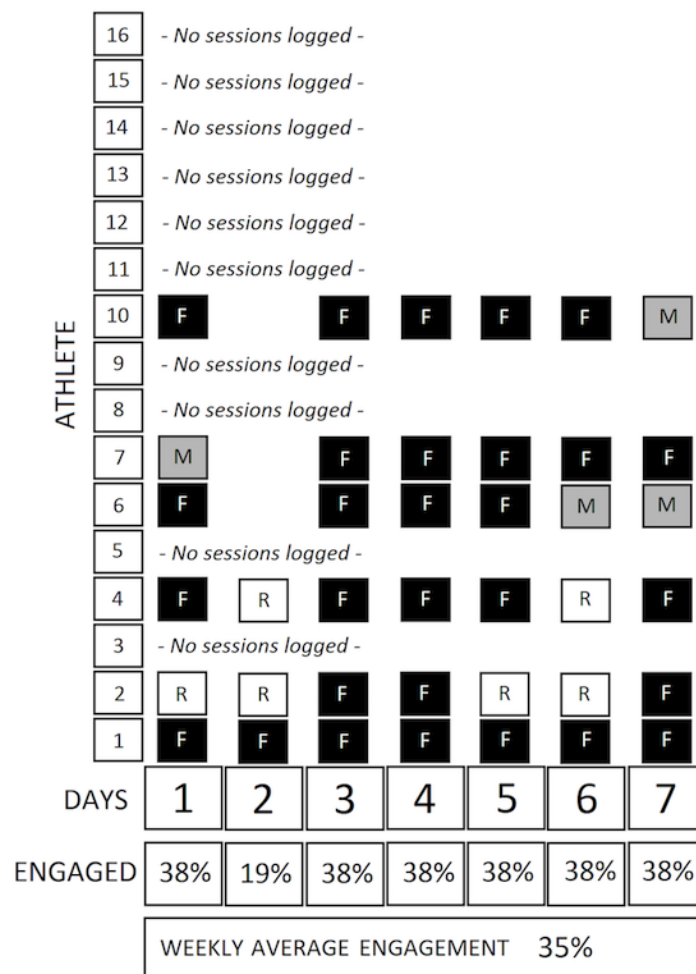 16 - No sessions logged -
15 - No sessions logged -
14 - No sessions logged -
13 - No sessions logged -
12 - No sessions logged -
11 - No sessions logged -
10 F F F F F M
9 - No sessions logged -
8 - No sessions logged -
7 M F F F F F
6 F F F F M M
5 - No sessions logged -
4 F R F F F R F
3 - No sessions logged -
2 R R F F R R F
1 F F F F F F F
ATHLETE
DAYS 1 2 3 4 5 6 7
ENGAGED 38% 19% 38% 38% 38% 38% 38%
WEEKLY AVERAGE ENGAGEMENT 35%